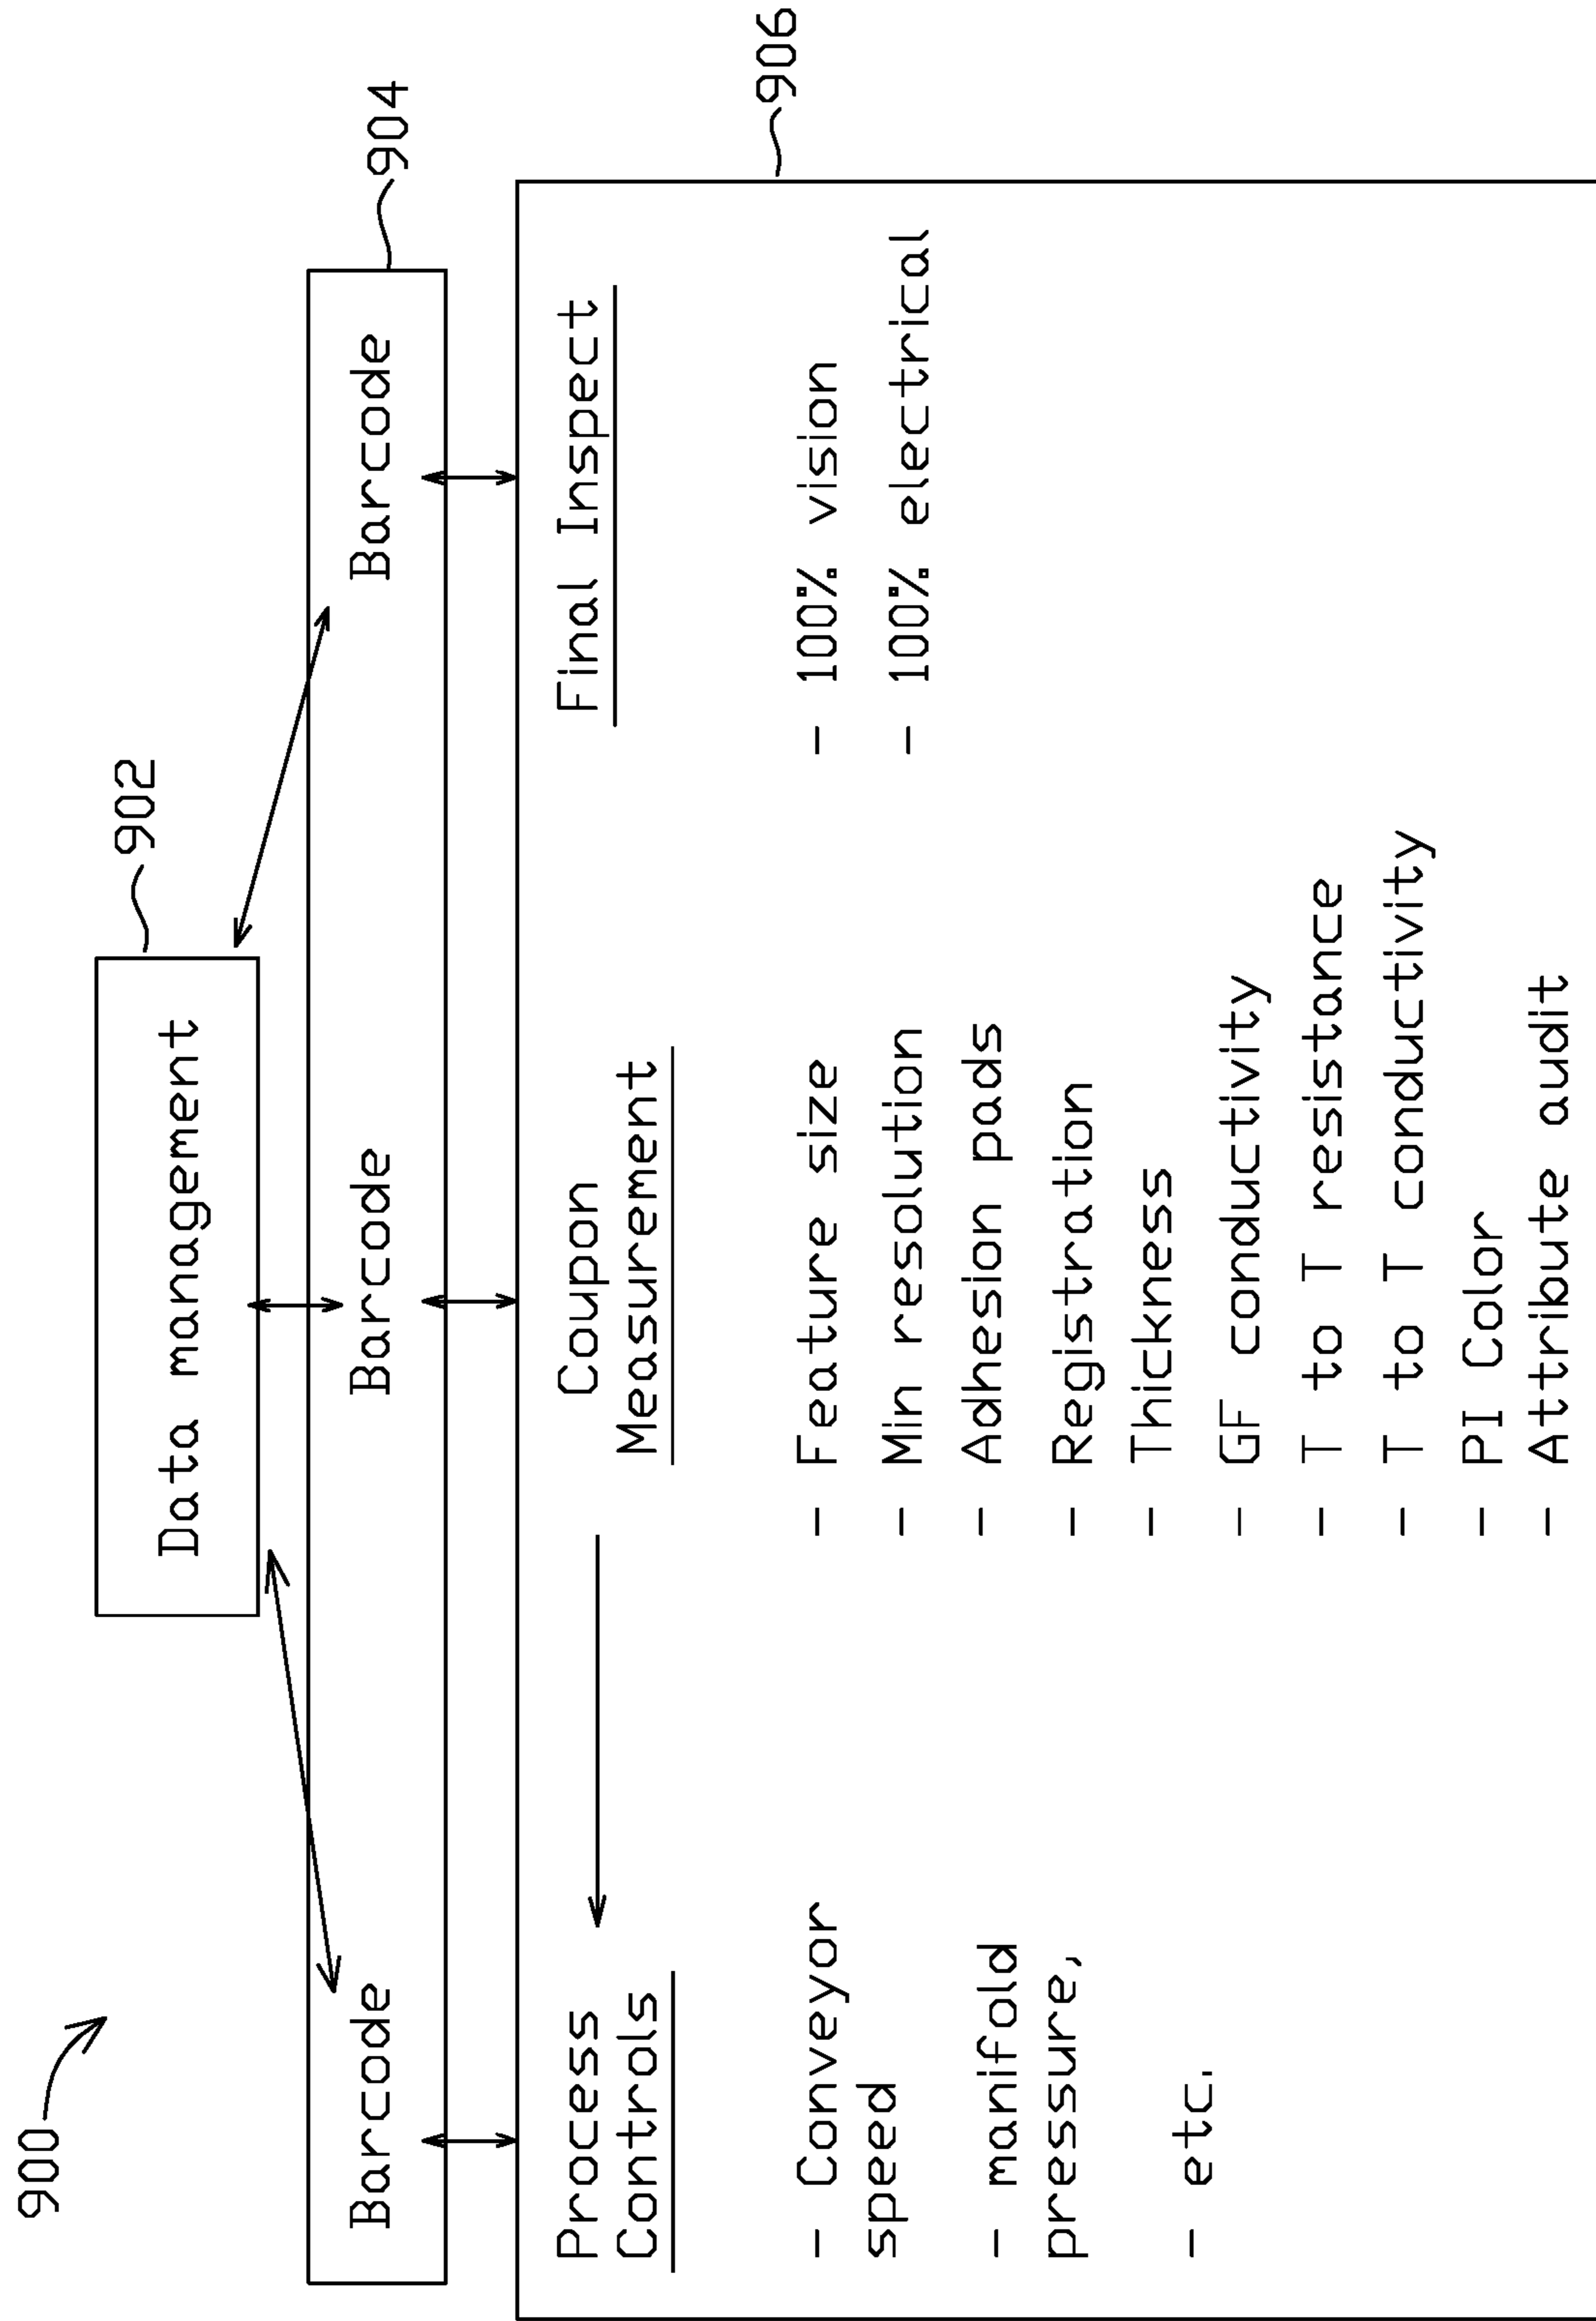 900
902
Data management
904
Barcode
Barcode
Barcode
906
Process
Controls
- Conveyor
speed
- manifold
pressure,
- etc.
Coupon
Measurement
- Feature size
- Min resolution
- Adhesion pads
- Registration
- Thickness
- GF conductivity
- T to T resistance
- T to T conductivity
- PI Color
- Attribute audit
Final Inspect
- 100% vision
- 100% electrical